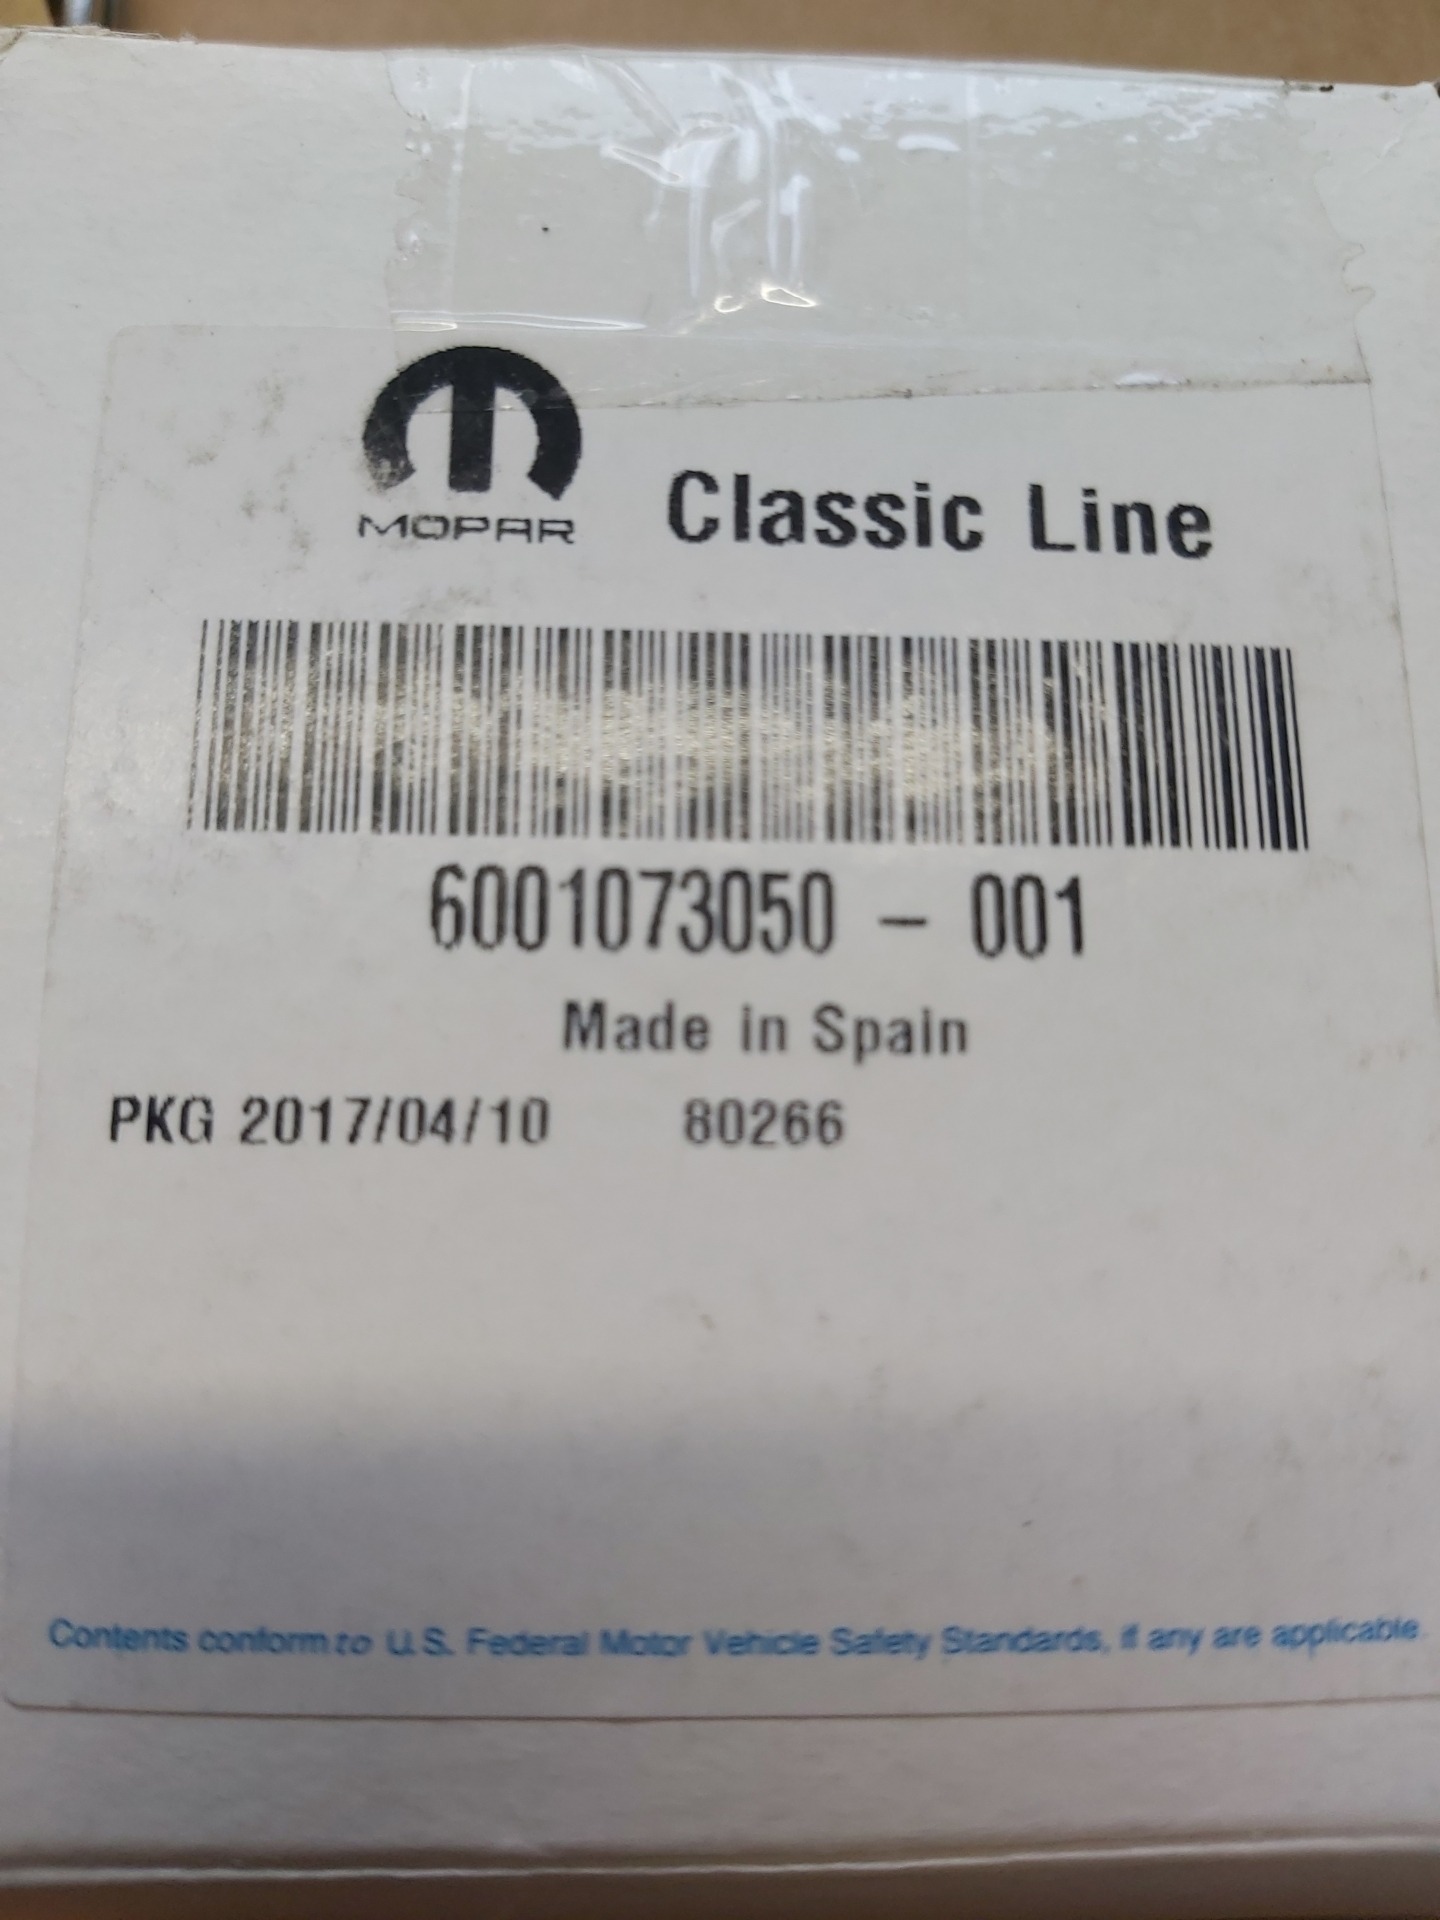 MOPAR Classic Line
6001073050 - 001
Made in Spain
PKG 2017/04/10 80266
Contents conform to U.S. Federal Motor Vehicle Safety Standards, if any are applicable.